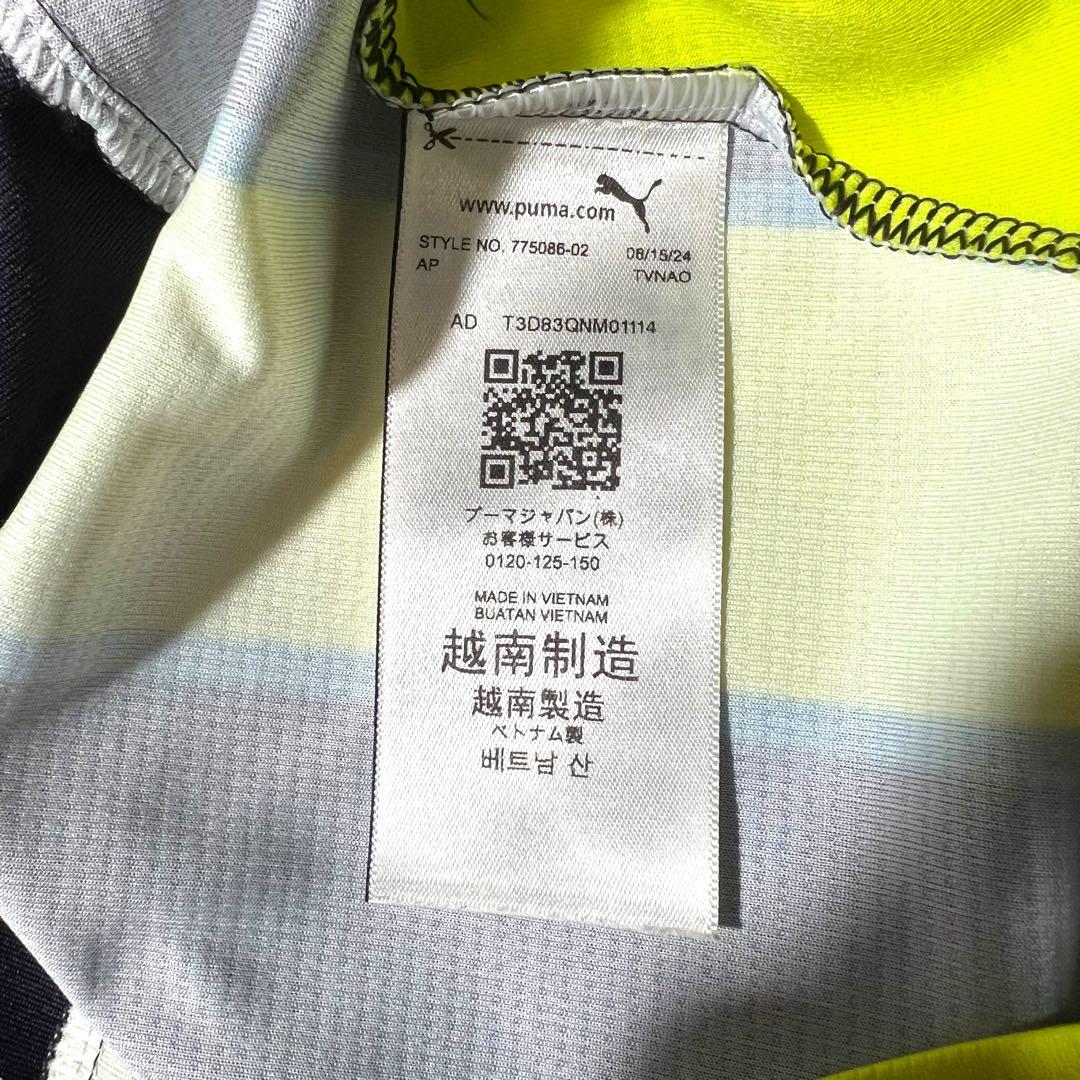 www.puma.com
STYLE NO. 775086-02 06/15/24
AP TVNAO
AD T3D83QNM01114
プーマジャパン(株)
お客様サービス
0120-125-150
MADE IN VIETNAM
BUATAN VIETNAM
越南制造
越南製造
ベトナム製
베트남 산